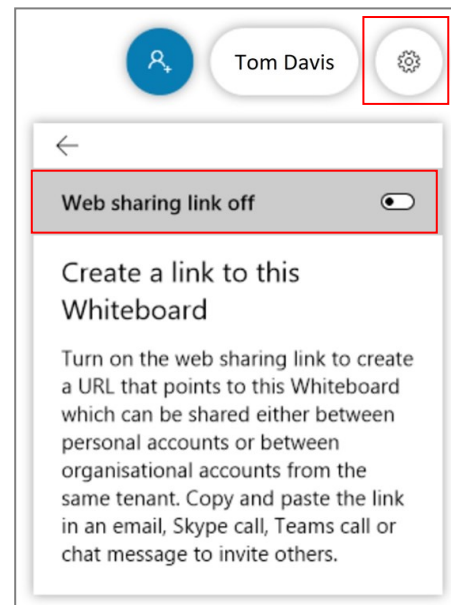 Tom Davis
Web sharing link off
Create a link to this
Whiteboard
Turn on the web sharing link to create
a URL that points to this Whiteboard
which can be shared either between
personal accounts or between
organisational accounts from the
same tenant. Copy and paste the link
in an email, Skype call, Teams call or
chat message to invite others.